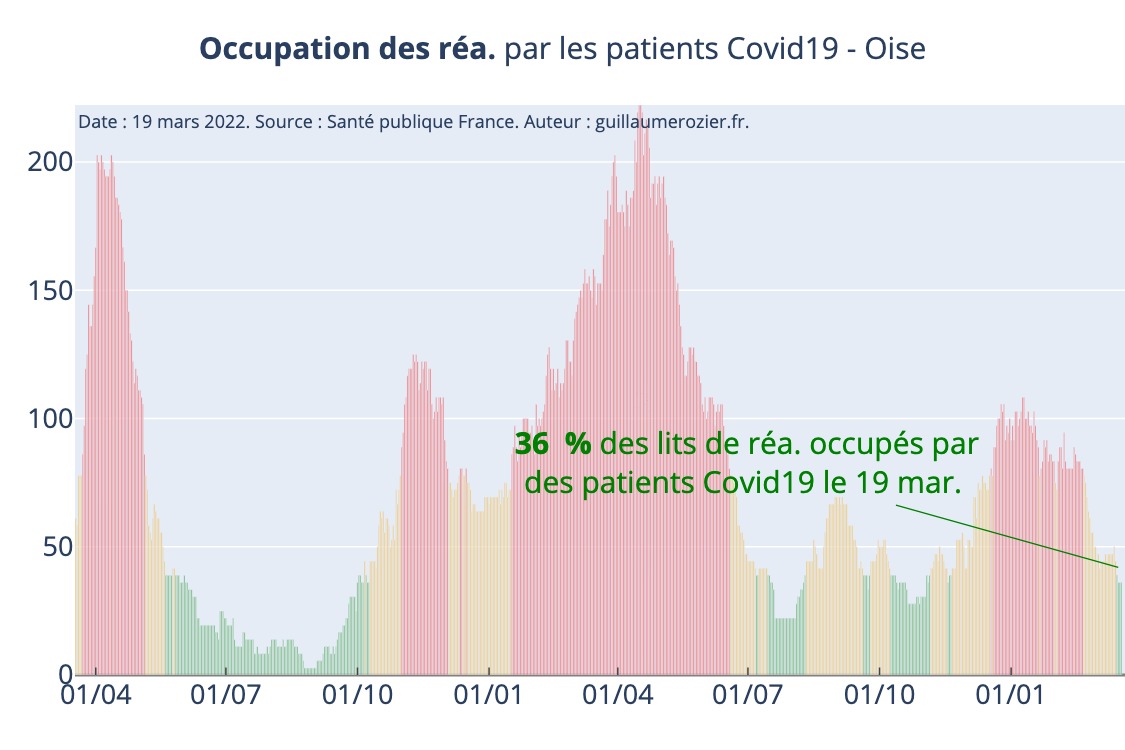 Occupation des réa. par les patients Covid19 - Oise
Date : 19 mars 2022. Source : Santé publique France. Auteur : guillaumerozier.fr.
200
150
100
36  % des lits de réa. occupés par
des patients Covid19 le 19 mar.
50
0
01/04 01/07 01/10 01/01 01/04 01/07 01/10 01/01